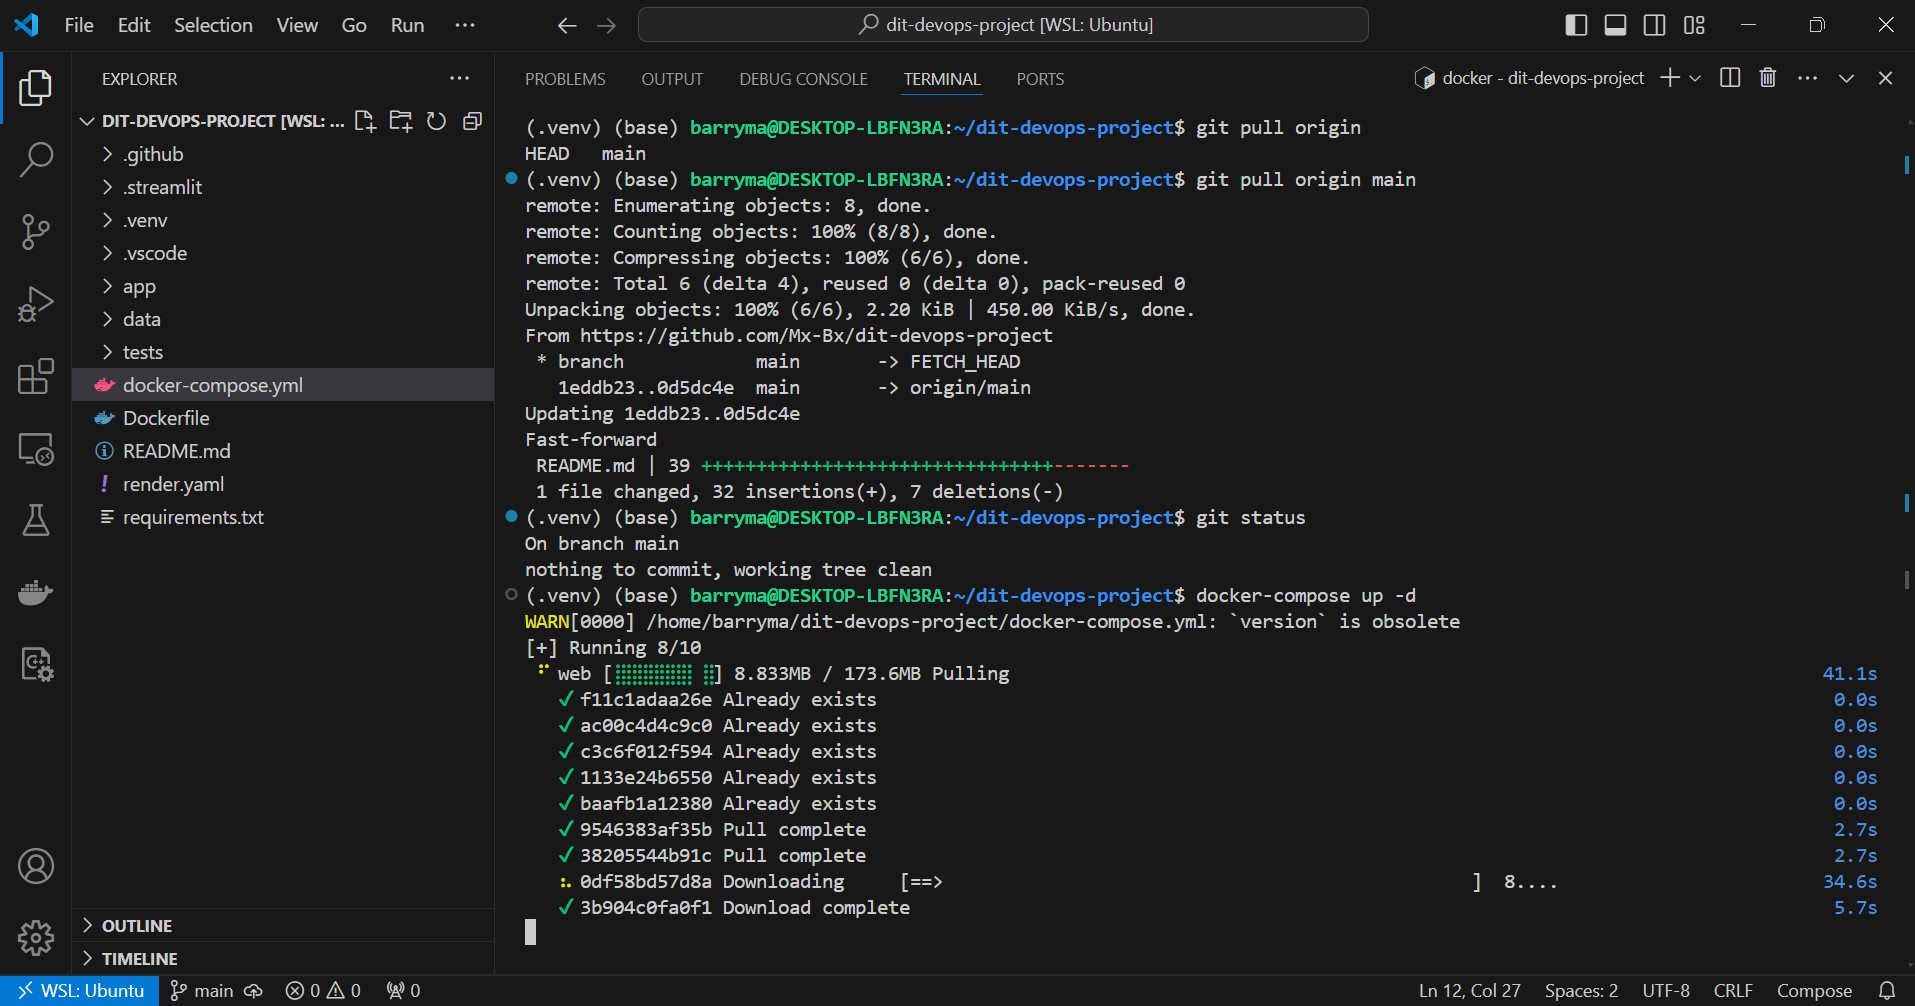 File Edit Selection View Go Run ···
dit-devops-project [WSL: Ubuntu]
EXPLORER
DIT-DEVOPS-PROJECT [WSL: ...
.github
.streamlit
.venv
.vscode
app
data
tests
docker-compose.yml
Dockerfile
README.md
! render.yaml
requirements.txt
OUTLINE
TIMELINE
PROBLEMS OUTPUT DEBUG CONSOLE TERMINAL PORTS
docker - dit-devops-project
(.venv) (base) barryma@DESKTOP-LBFN3RA:~/dit-devops-project$ git pull origin
HEAD   main
(.venv) (base) barryma@DESKTOP-LBFN3RA:~/dit-devops-project$ git pull origin main
remote: Enumerating objects: 8, done.
remote: Counting objects: 100% (8/8), done.
remote: Compressing objects: 100% (6/6), done.
remote: Total 6 (delta 4), reused 0 (delta 0), pack-reused 0
Unpacking objects: 100% (6/6), 2.20 KiB | 450.00 KiB/s, done.
From https://github.com/Mx-Bx/dit-devops-project
 * branch            main       -> FETCH_HEAD
   1eddb23..0d5dc4e  main       -> origin/main
Updating 1eddb23..0d5dc4e
Fast-forward
 README.md | 39 ++++++++++++++++++++++++++++++++-------
 1 file changed, 32 insertions(+), 7 deletions(-)
(.venv) (base) barryma@DESKTOP-LBFN3RA:~/dit-devops-project$ git status
On branch main
nothing to commit, working tree clean
(.venv) (base) barryma@DESKTOP-LBFN3RA:~/dit-devops-project$ docker-compose up -d
WARN[0000] /home/barryma/dit-devops-project/docker-compose.yml: `version` is obsolete
[+] Running 8/10
 ⠋ web [⣿⣿⣿⣿⣿⣿⣿ ⣿] 8.833MB / 173.6MB Pulling 41.1s
✓ f11c1adaa26e Already exists 0.0s
✓ ac00c4d4c9c0 Already exists 0.0s
✓ c3c6f012f594 Already exists 0.0s
✓ 1133e24b6550 Already exists 0.0s
✓ baafb1a12380 Already exists 0.0s
✓ 9546383af35b Pull complete 2.7s
✓ 38205544b91c Pull complete 2.7s
0df58bd57d8a Downloading [==> ] 8.... 34.6s
✓ 3b904c0fa0f1 Download complete 5.7s
WSL: Ubuntu main 0 0 0 Ln 12, Col 27 Spaces: 2 UTF-8 CRLF Compose